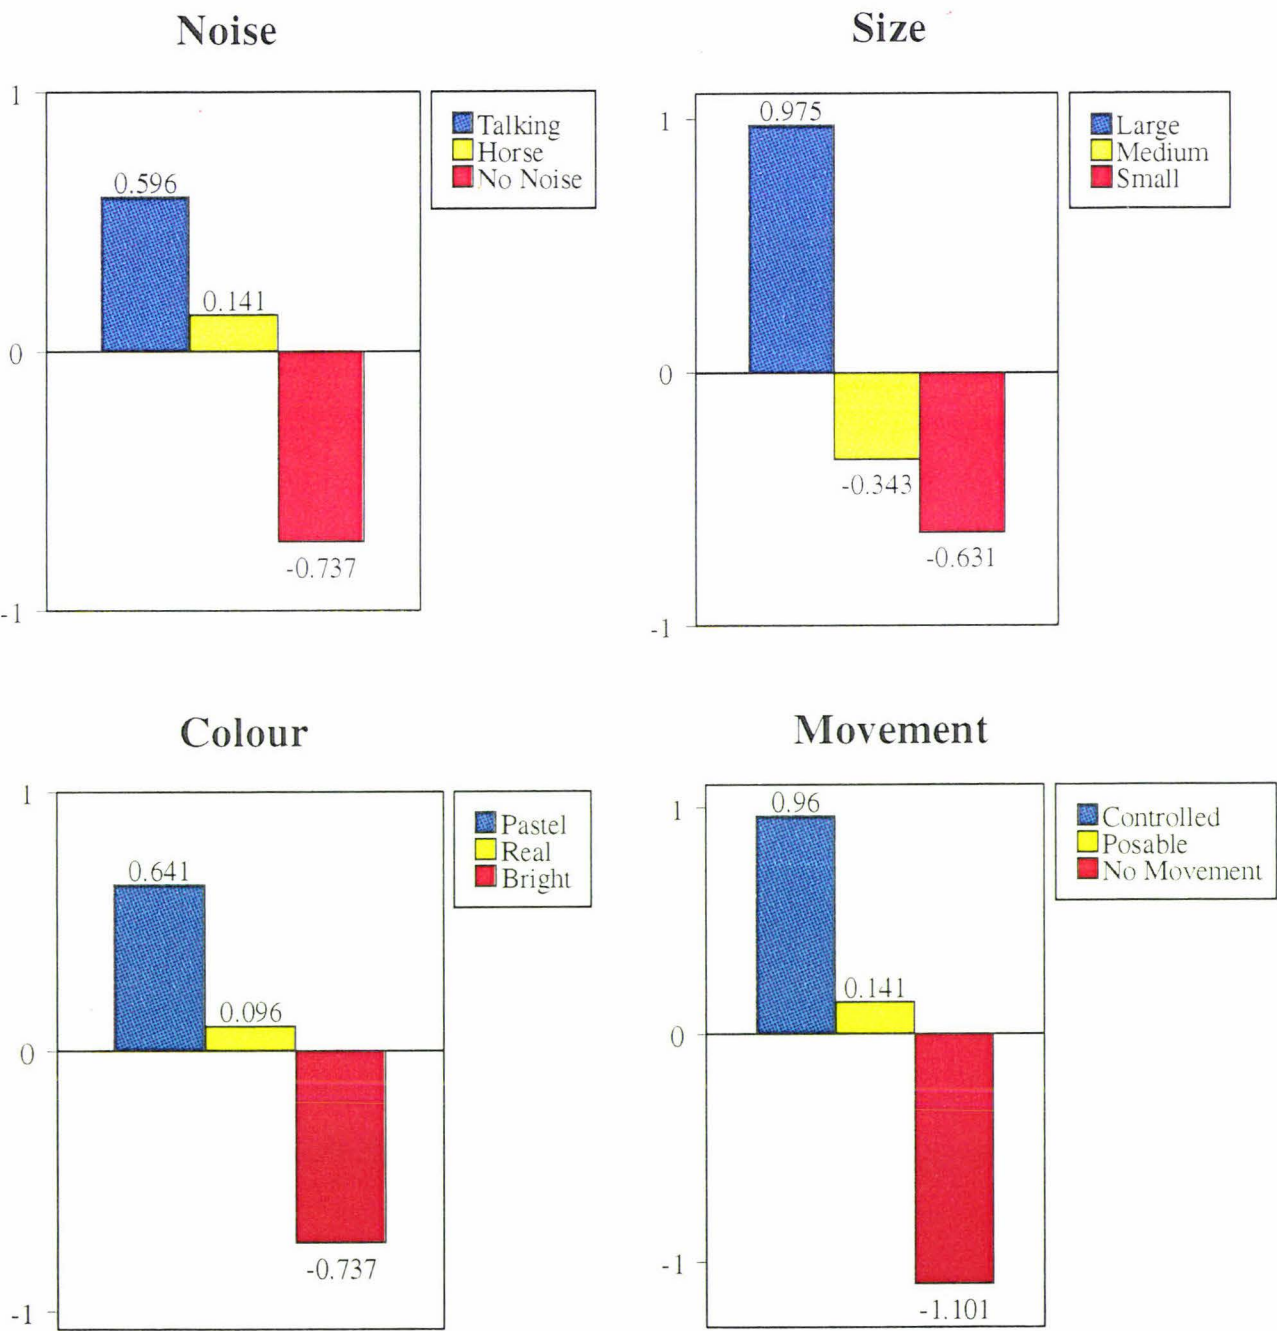 Noise
1
0
-1
0.596
0.141
-0.737
Talking
Horse
No Noise
Size
1
0
-1
0.975
-0.343
-0.631
Large
Medium
Small
Colour
1
0
-1
0.641
0.096
-0.737
Pastel
Real
Bright
Movement
1
0
-1
0.96
0.141
-1.101
Controlled
Posable
No Movement